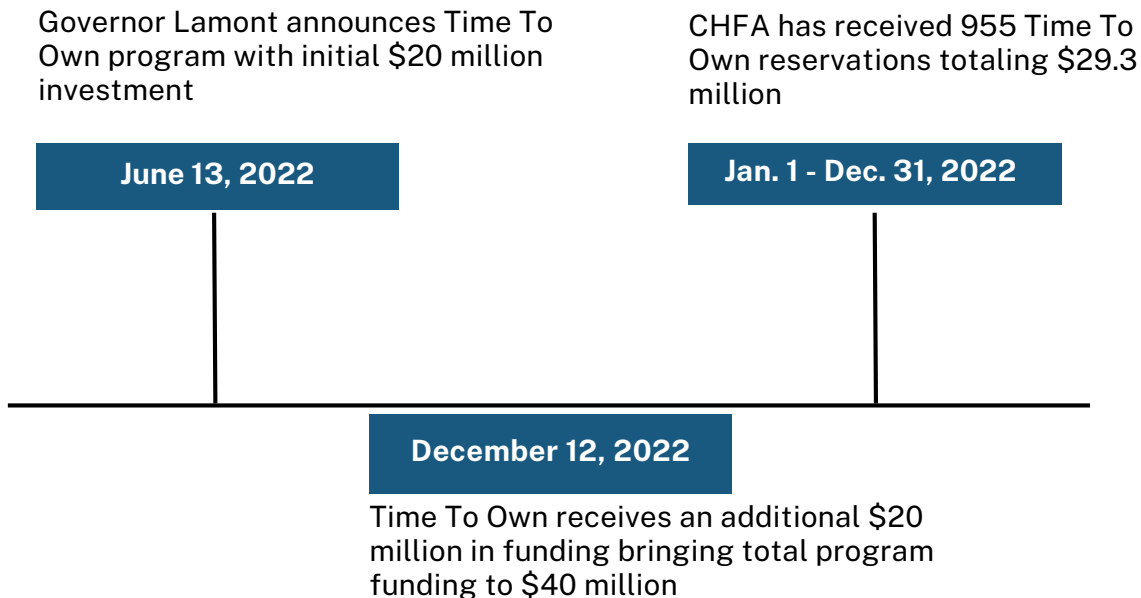 Governor Lamont announces Time To
Own program with initial $20 million
investment
June 13, 2022
CHFA has received 955 Time To
Own reservations totaling $29.3
million
Jan. 1 - Dec. 31, 2022
December 12, 2022
Time To Own receives an additional $20
million in funding bringing total program
funding to $40 million